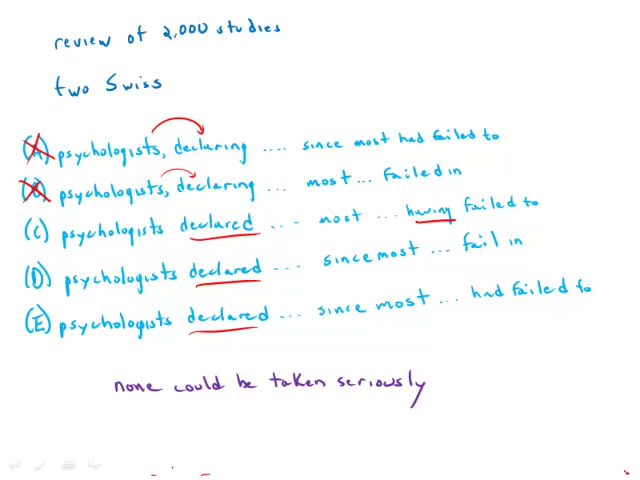 review of 2,000 studies
two Swiss
(A) psychologists, declaring .... since most had failed to
(B) psychologists, declaring ... most ... failed in
(C) psychologists declared ... most ... having failed to
(D) psychologists declared ... since most ... fail in
(E) psychologists declared ... since most ... had failed to
none could be taken seriously